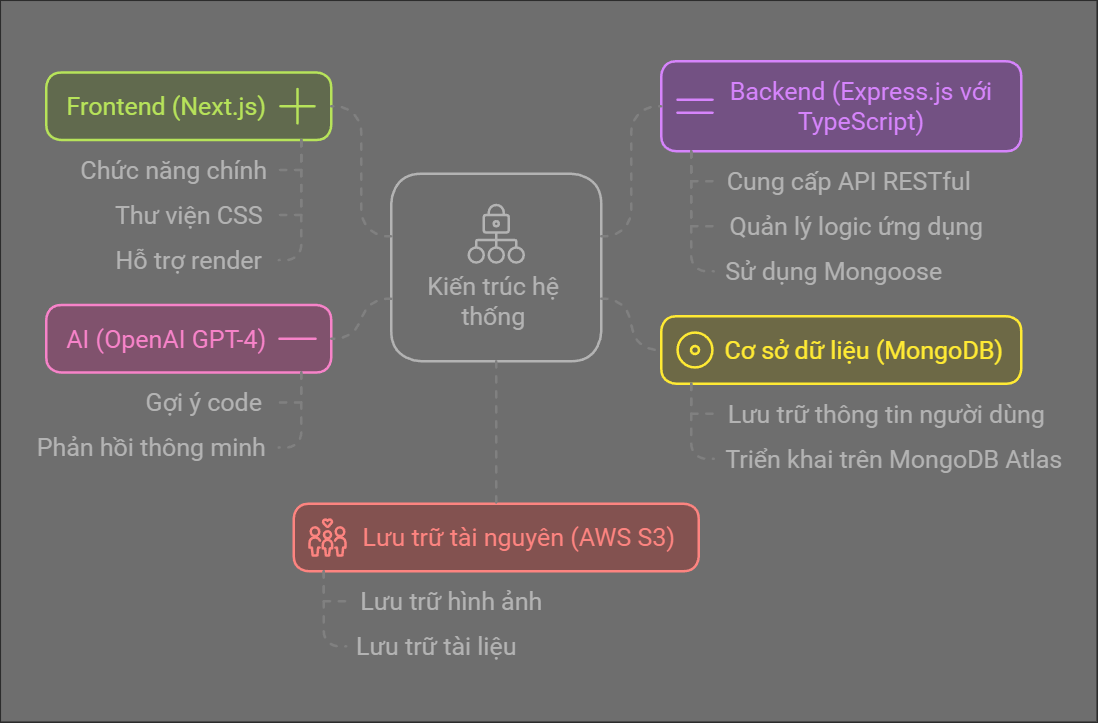 Frontend (Next.js)
Chức năng chính
Thư viện CSS
Hỗ trợ render
AI (OpenAI GPT-4)
Gợi ý code
Phản hồi thông minh
Kiến trúc hệ
thống
Backend (Express.js với
TypeScript)
Cung cấp API RESTful
Quản lý logic ứng dụng
Sử dụng Mongoose
Cơ sở dữ liệu (MongoDB)
Lưu trữ thông tin người dùng
Triển khai trên MongoDB Atlas
Lưu trữ tài nguyên (AWS S3)
Lưu trữ hình ảnh
Lưu trữ tài liệu